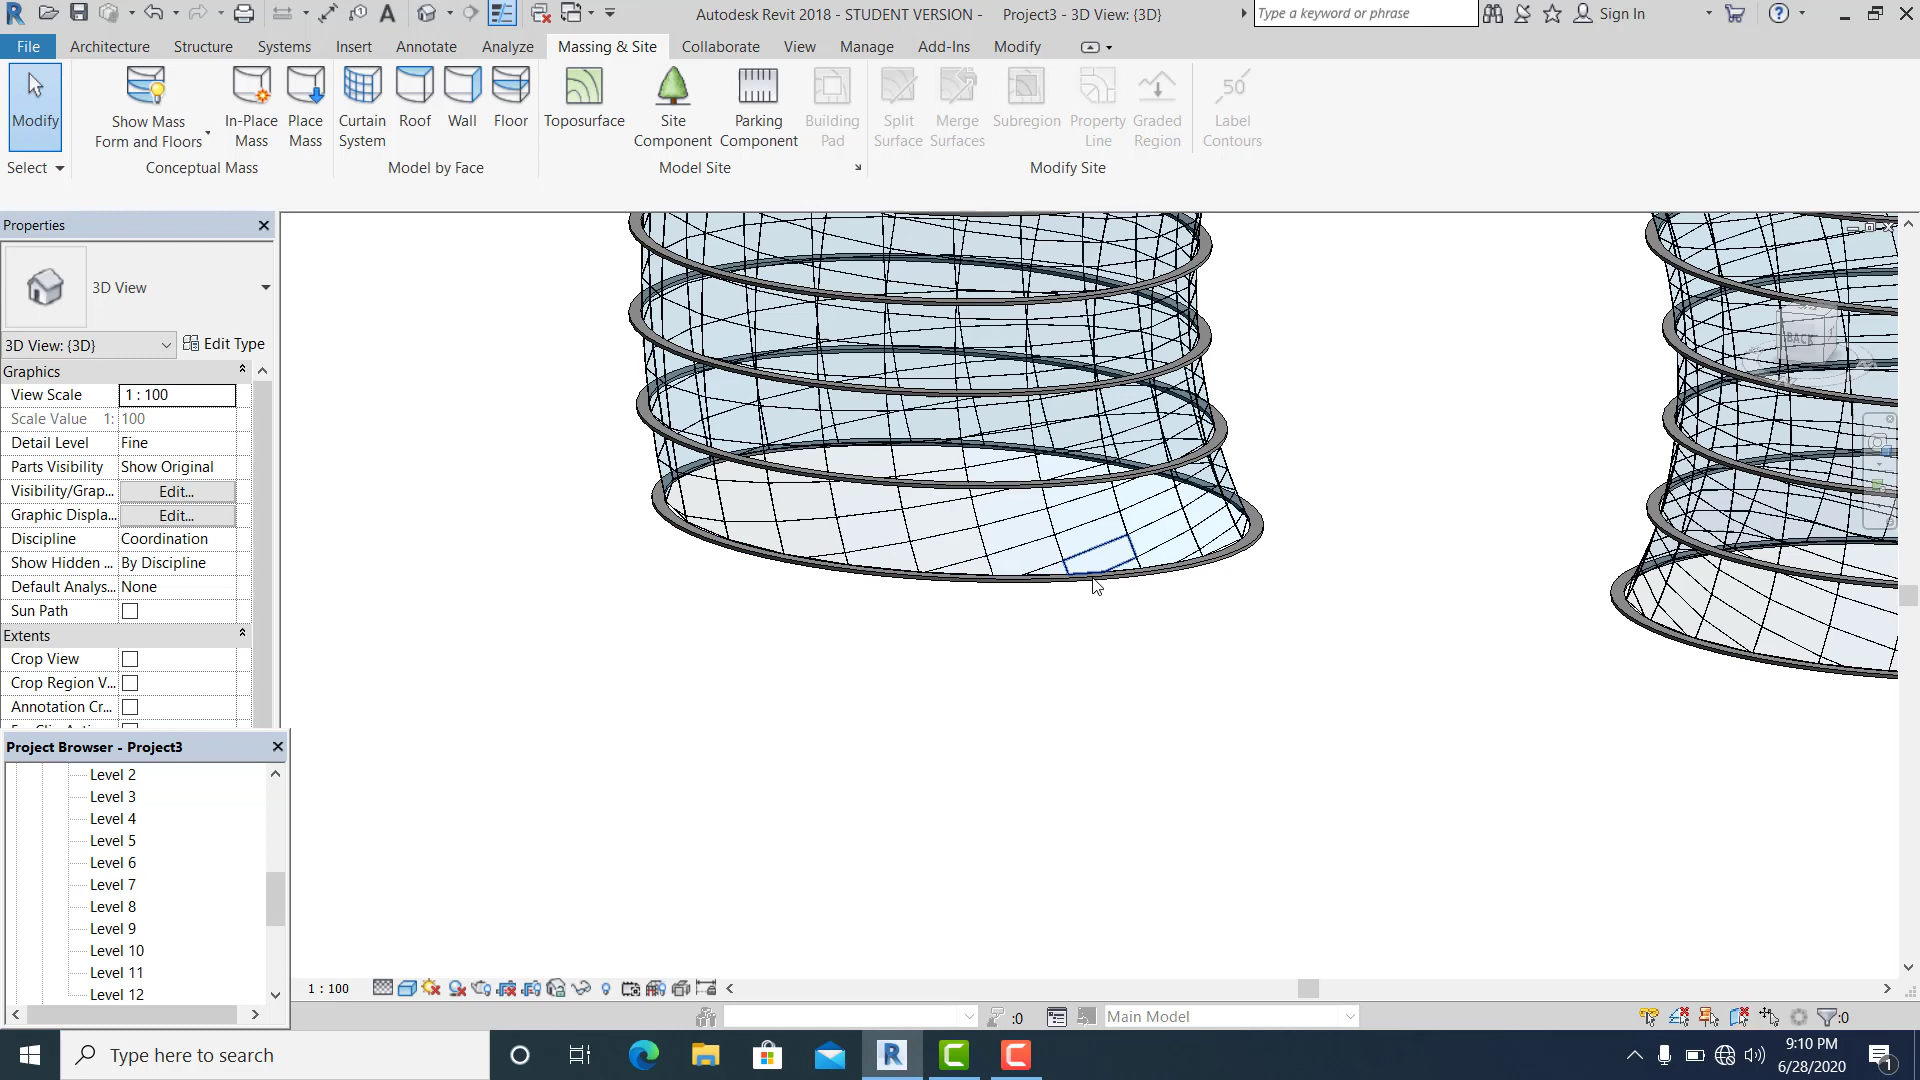 Autodesk Revit 2018 - STUDENT VERSION - Project3 - 3D View: {3D}
Type a keyword or phrase
Sign In
File Architecture Structure Systems Insert Annotate Analyze Massing & Site Collaborate View Manage Add-Ins Modify
Modify
Show Mass Form and Floors
In-Place Mass
Place Mass
Curtain System
Roof
Wall
Floor
Toposurface
Site Component
Parking Component
Building Pad
Split Surface
Merge Surfaces
Subregion
Property Line
Graded Region
50
Label Contours
Select
Conceptual Mass
Model by Face
Model Site
Modify Site
Properties
3D View
3D View: {3D}
Edit Type
Graphics
View Scale 1 : 100
Scale Value 1: 100
Detail Level Fine
Parts Visibility Show Original
Visibility/Grap... Edit...
Graphic Displa... Edit...
Discipline Coordination
Show Hidden ... By Discipline
Default Analys... None
Sun Path
Extents
Crop View
Crop Region V...
Annotation Cr...
BACK
Project Browser - Project3
Level 2
Level 3
Level 4
Level 5
Level 6
Level 7
Level 8
Level 9
Level 10
Level 11
Level 12
1 : 100
:0
Main Model
:0
Type here to search
9:10 PM
6/28/2020
1